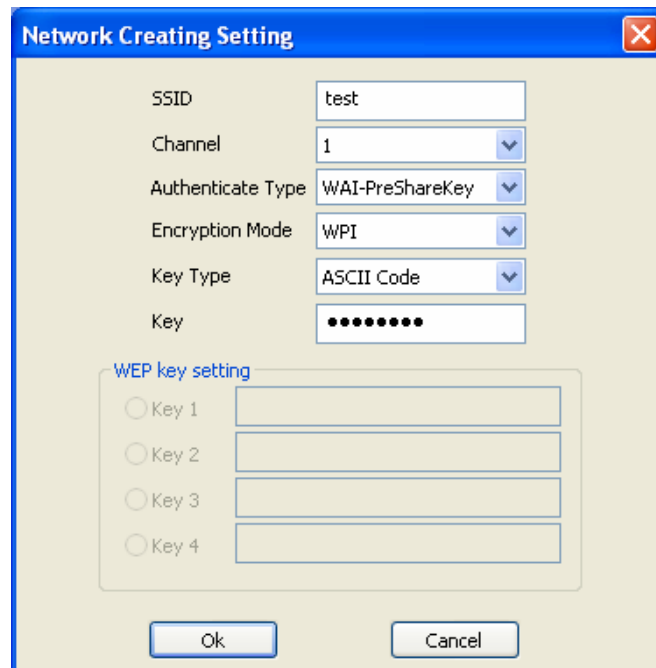 Network Creating Setting
SSID test
Channel 1
Authenticate Type WAI-PreShareKey
Encryption Mode WPI
Key Type ASCII Code
Key ••••••••
WEP key setting
Key 1
Key 2
Key 3
Key 4
Ok Cancel